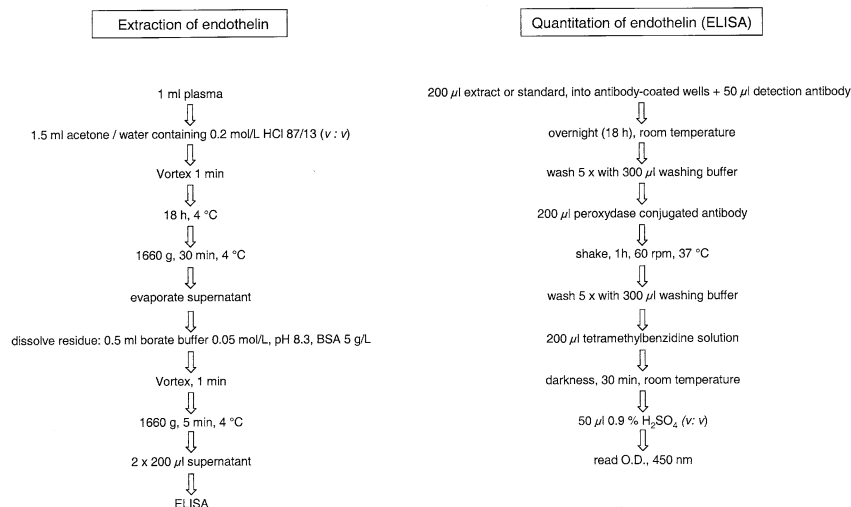 Extraction of endothelin
1 ml plasma
1.5 ml acetone / water containing 0.2 mol/L HCl 87/13 (v : v)
Vortex 1 min
18 h, 4 °C
1660 g, 30 min, 4 °C
evaporate supernatant
dissolve residue: 0.5 ml borate buffer 0.05 mol/L, pH 8.3, BSA 5 g/L
Vortex, 1 min
1660 g, 5 min, 4 °C
2 x 200 µl supernatant
ELISA
Quantitation of endothelin (ELISA)
200 µl extract or standard, into antibody-coated wells + 50 µl detection antibody
overnight (18 h), room temperature
wash 5 x with 300 µl washing buffer
200 µl peroxydase conjugated antibody
shake, 1h, 60 rpm, 37 °C
wash 5 x with 300 µl washing buffer
200 µl tetramethylbenzidine solution
darkness, 30 min, room temperature
50 µl 0.9 % H₂SO₄ (v: v)
read O.D., 450 nm